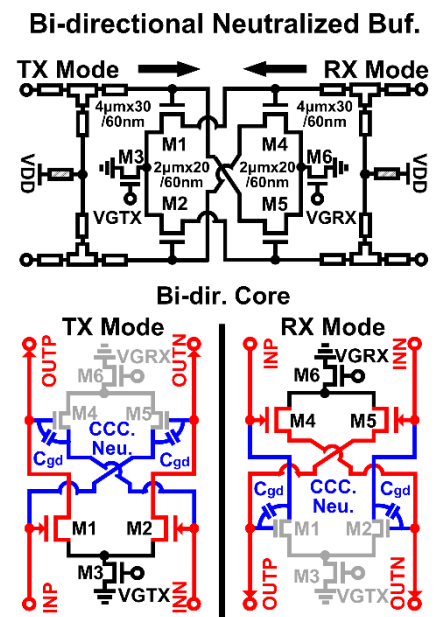 Bi-directional Neutralized Buf.
TX Mode
RX Mode
4μmx30
/60nm
4μmx30
/60nm
M1
M4
M3
2μmx20
/60nm
2μmx20
/60nm
M6
VDD
VDD
M2
M5
VGTX
VGRX
Bi-dir. Core
TX Mode
RX Mode
OUTP
OUTN
VGRX
M6
M4
M5
CCC.
Neu.
Cgd
Cgd
M1
M2
M3
VGTX
INP
INN
INP
INN
VGRX
M6
M4
M5
Cgd
Cgd
CCC.
Neu.
M1
M2
M3
VGTX
OUTP
OUTN